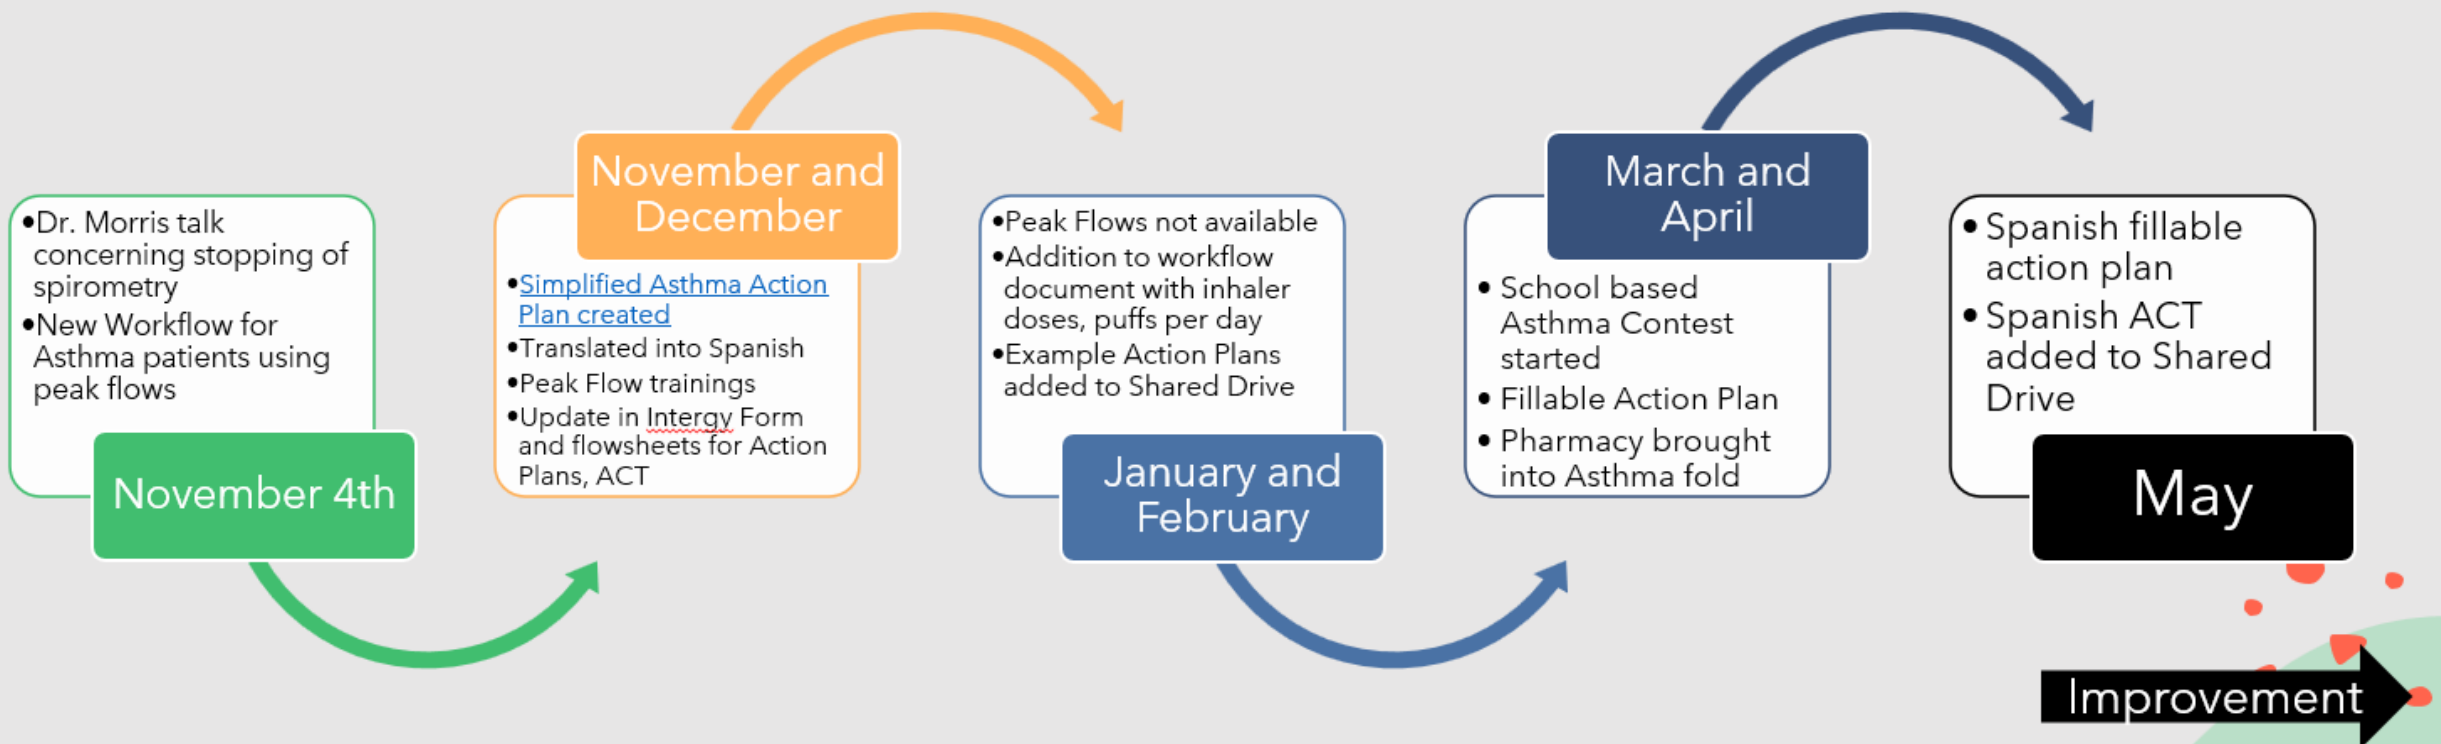 •Dr. Morris talk
concerning stopping of
spirometry
•New Workflow for
Asthma patients using
peak flows
November 4th
November and
December
•Simplified Asthma Action
Plan created
•Translated into Spanish
•Peak Flow trainings
•Update in Intergy Form
and flowsheets for Action
Plans, ACT
•Peak Flows not available
•Addition to workflow
document with inhaler
doses, puffs per day
•Example Action Plans
added to Shared Drive
January and
February
March and
April
• School based
Asthma Contest
started
• Fillable Action Plan
• Pharmacy brought
into Asthma fold
• Spanish fillable
action plan
• Spanish ACT
added to Shared
Drive
May
Improvement